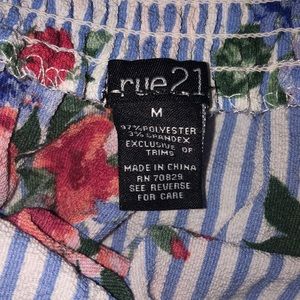 rue21
M
97%POLYESTER
3% SPANDEX
EXCLUSIVE OF
TRIMS
MADE IN CHINA
RN 70829
SEE REVERSE
FOR CARE